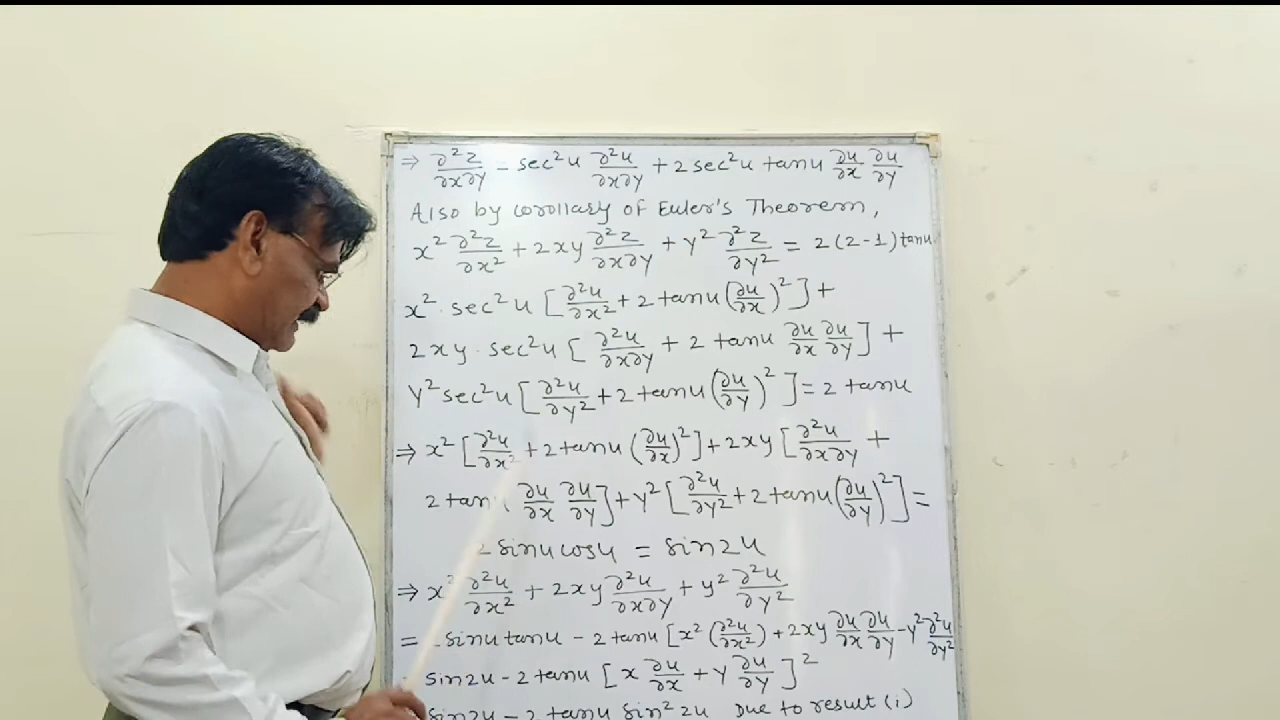 ⇒ ∂²z/∂x∂y = sec²u ∂²u/∂x∂y + 2 sec²u tanu ∂u/∂x ∂u/∂y
Also by corollary of Euler's Theorem,
x² ∂²z/∂x² + 2xy ∂²z/∂x∂y + y² ∂²z/∂y² = 2(2-1) tanu
x². sec²u [∂²u/∂x² + 2 tanu (∂u/∂x)²] +
2xy. sec²u [∂²u/∂x∂y + 2 tanu ∂u/∂x ∂u/∂y] +
y² sec²u [∂²u/∂y² + 2 tanu (∂u/∂y)²] = 2 tanu
⇒ x² [∂²u/∂x² + 2 tanu (∂u/∂x)²] + 2xy [∂²u/∂x∂y +
2 tan ∂u/∂x ∂u/∂y] + y² [∂²u/∂y² + 2 tanu (∂u/∂y)²] =
2 sinu cosu = sin2u
⇒ x² ∂²u/∂x² + 2xy ∂²u/∂x∂y + y² ∂²u/∂y²
= sinu tanu - 2 tanu [x² (∂²u/∂x²) + 2xy ∂u/∂x ∂u/∂y - y² ∂²u/∂y²
sin2u - 2 tanu [x ∂u/∂x + y ∂u/∂y]²
sin2u - 2 tanu sin²2u Due to result (i)